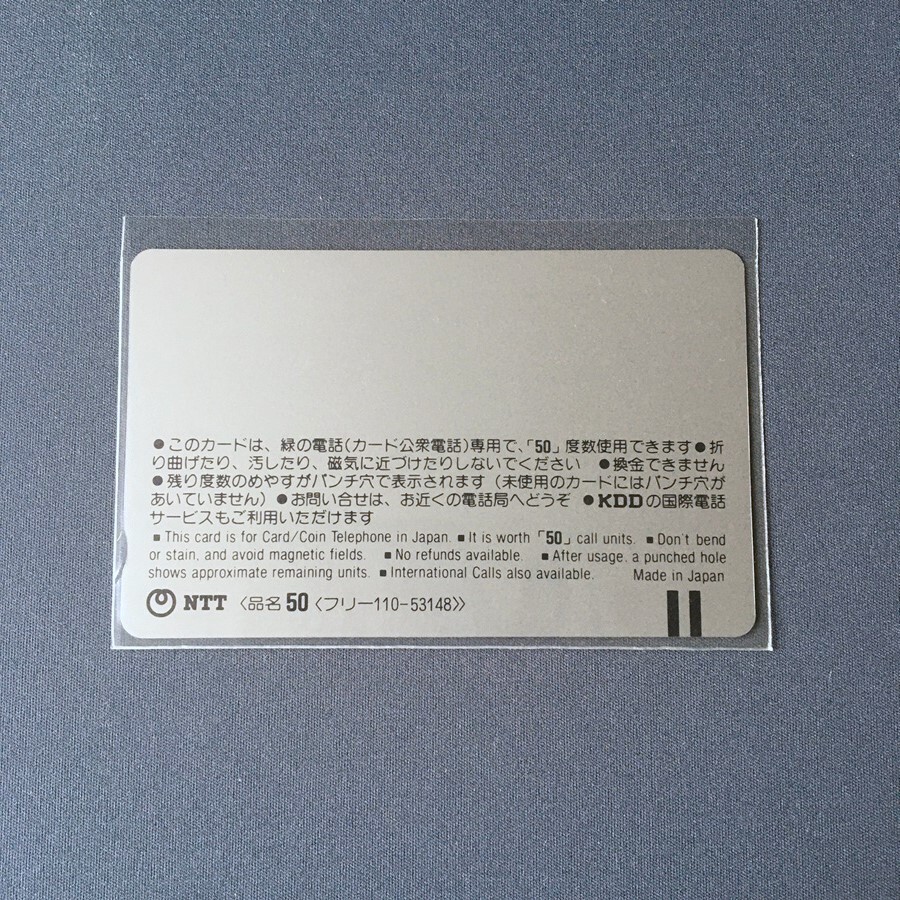 ●このカードは、緑の電話(カード公衆電話)専用で、「50」度数使用できます●折
り曲げたり、汚したり、磁気に近づけたりしないでください ●換金できません
●残り度数のめやすがパンチ穴で表示されます(未使用のカードにはパンチ穴が
あいていません)●お問い合せは、お近くの電話局へどうぞ ●KDDの国際電話
サービスもご利用いただけます
■ This card is for Card/Coin Telephone in Japan. ■ It is worth「50」call units. ■ Don't bend
or stain, and avoid magnetic fields. ■ No refunds available. ■ After usage, a punched hole
shows approximate remaining units. ■ International Calls also available. Made in Japan
NTT〈品名50〈フリー110-53148〉〉